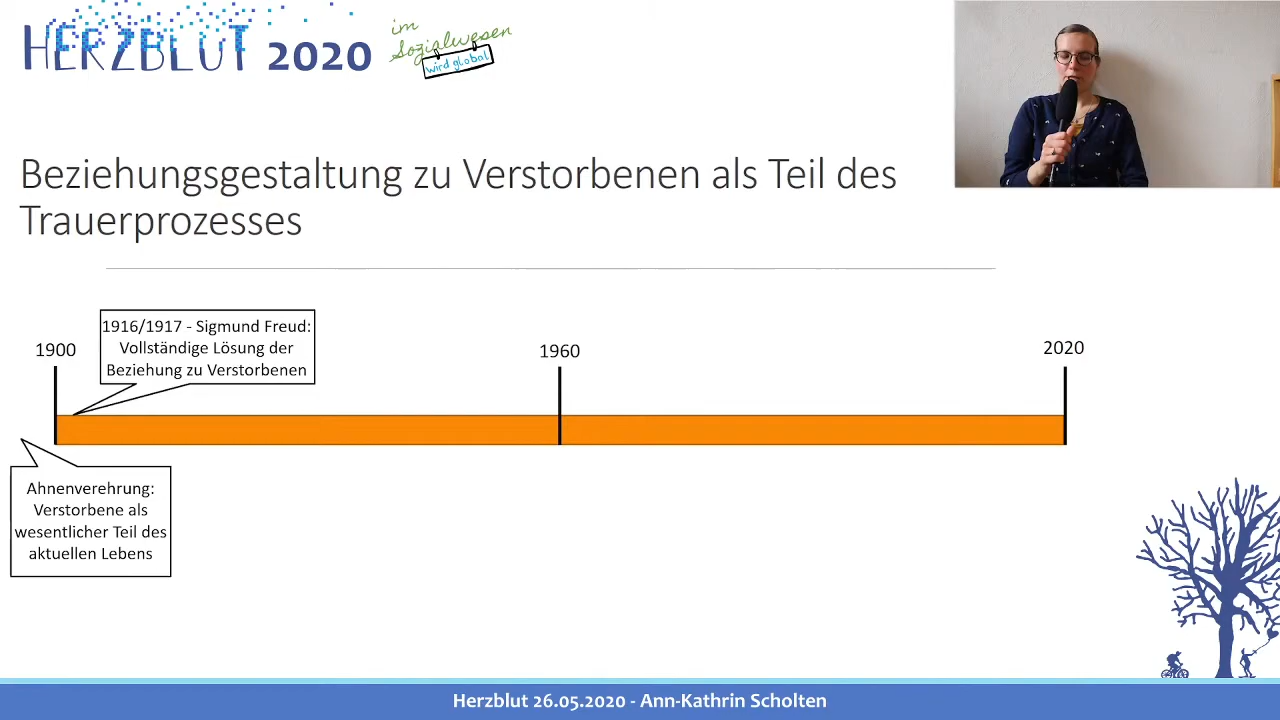 HERZBLUT 2020
im
Sozialwesen
wird global
Beziehungsgestaltung zu Verstorbenen als Teil des
Trauerprozesses
1916/1917 - Sigmund Freud:
Vollständige Lösung der
Beziehung zu Verstorbenen
1900
1960
2020
Ahnenverehrung:
Verstorbene als
wesentlicher Teil des
aktuellen Lebens
Herzblut 26.05.2020 - Ann-Kathrin Scholten